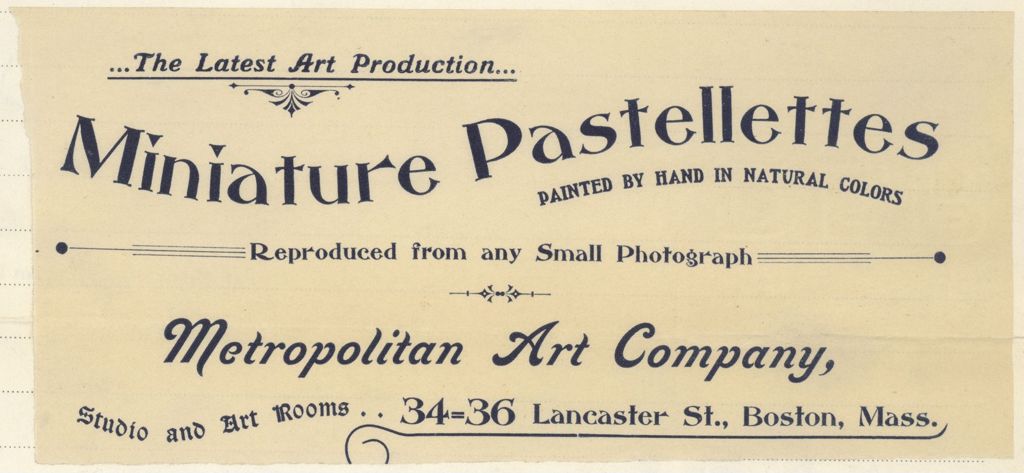 ...The Latest Art Production...
Miniature Pastellettes
PAINTED BY HAND IN NATURAL COLORS
Reproduced from any Small Photograph
Metropolitan Art Company,
Studio and Art Rooms .. 34=36 Lancaster St., Boston, Mass.